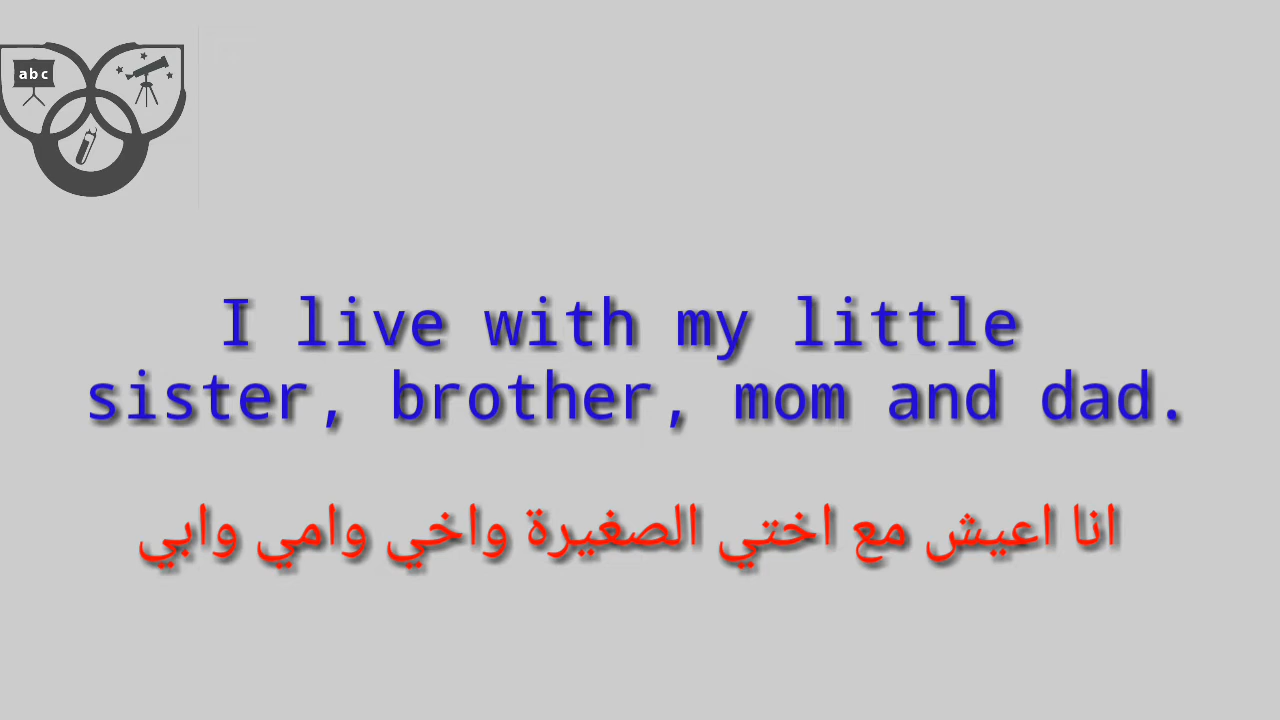 abc
I live with my little
sister, brother, mom and dad.
انا اعيش مع اختي الصغيرة واخي وامي وابي